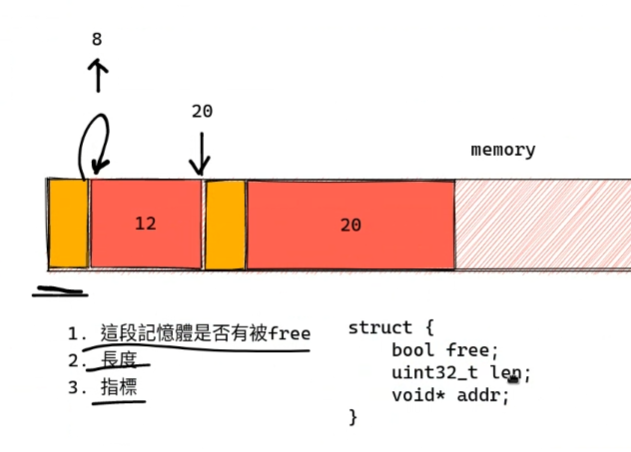 8
20
memory
12
20
1. 這段記憶體是否有被free
2. 長度
3. 指標
struct {
bool free;
uint32_t len;
void* addr;
}